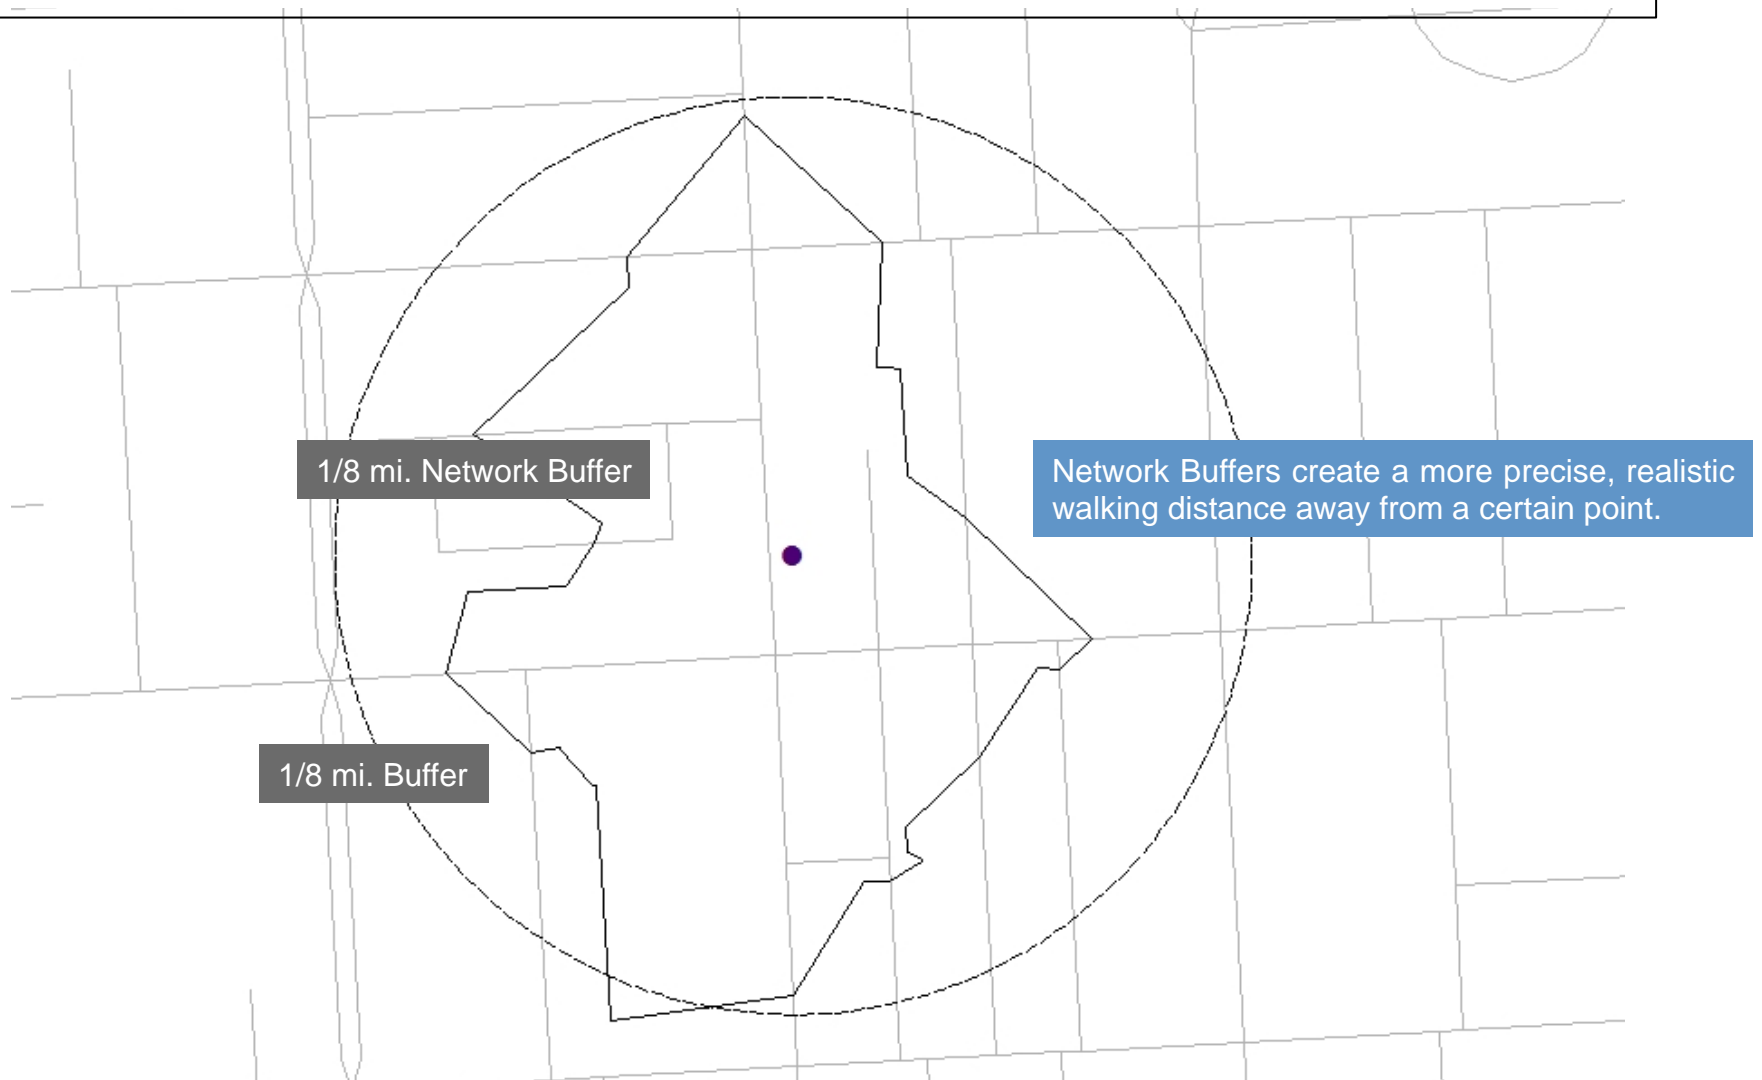 1/8 mi. Network Buffer
Network Buffers create a more precise, realistic
walking distance away from a certain point.
1/8 mi. Buffer